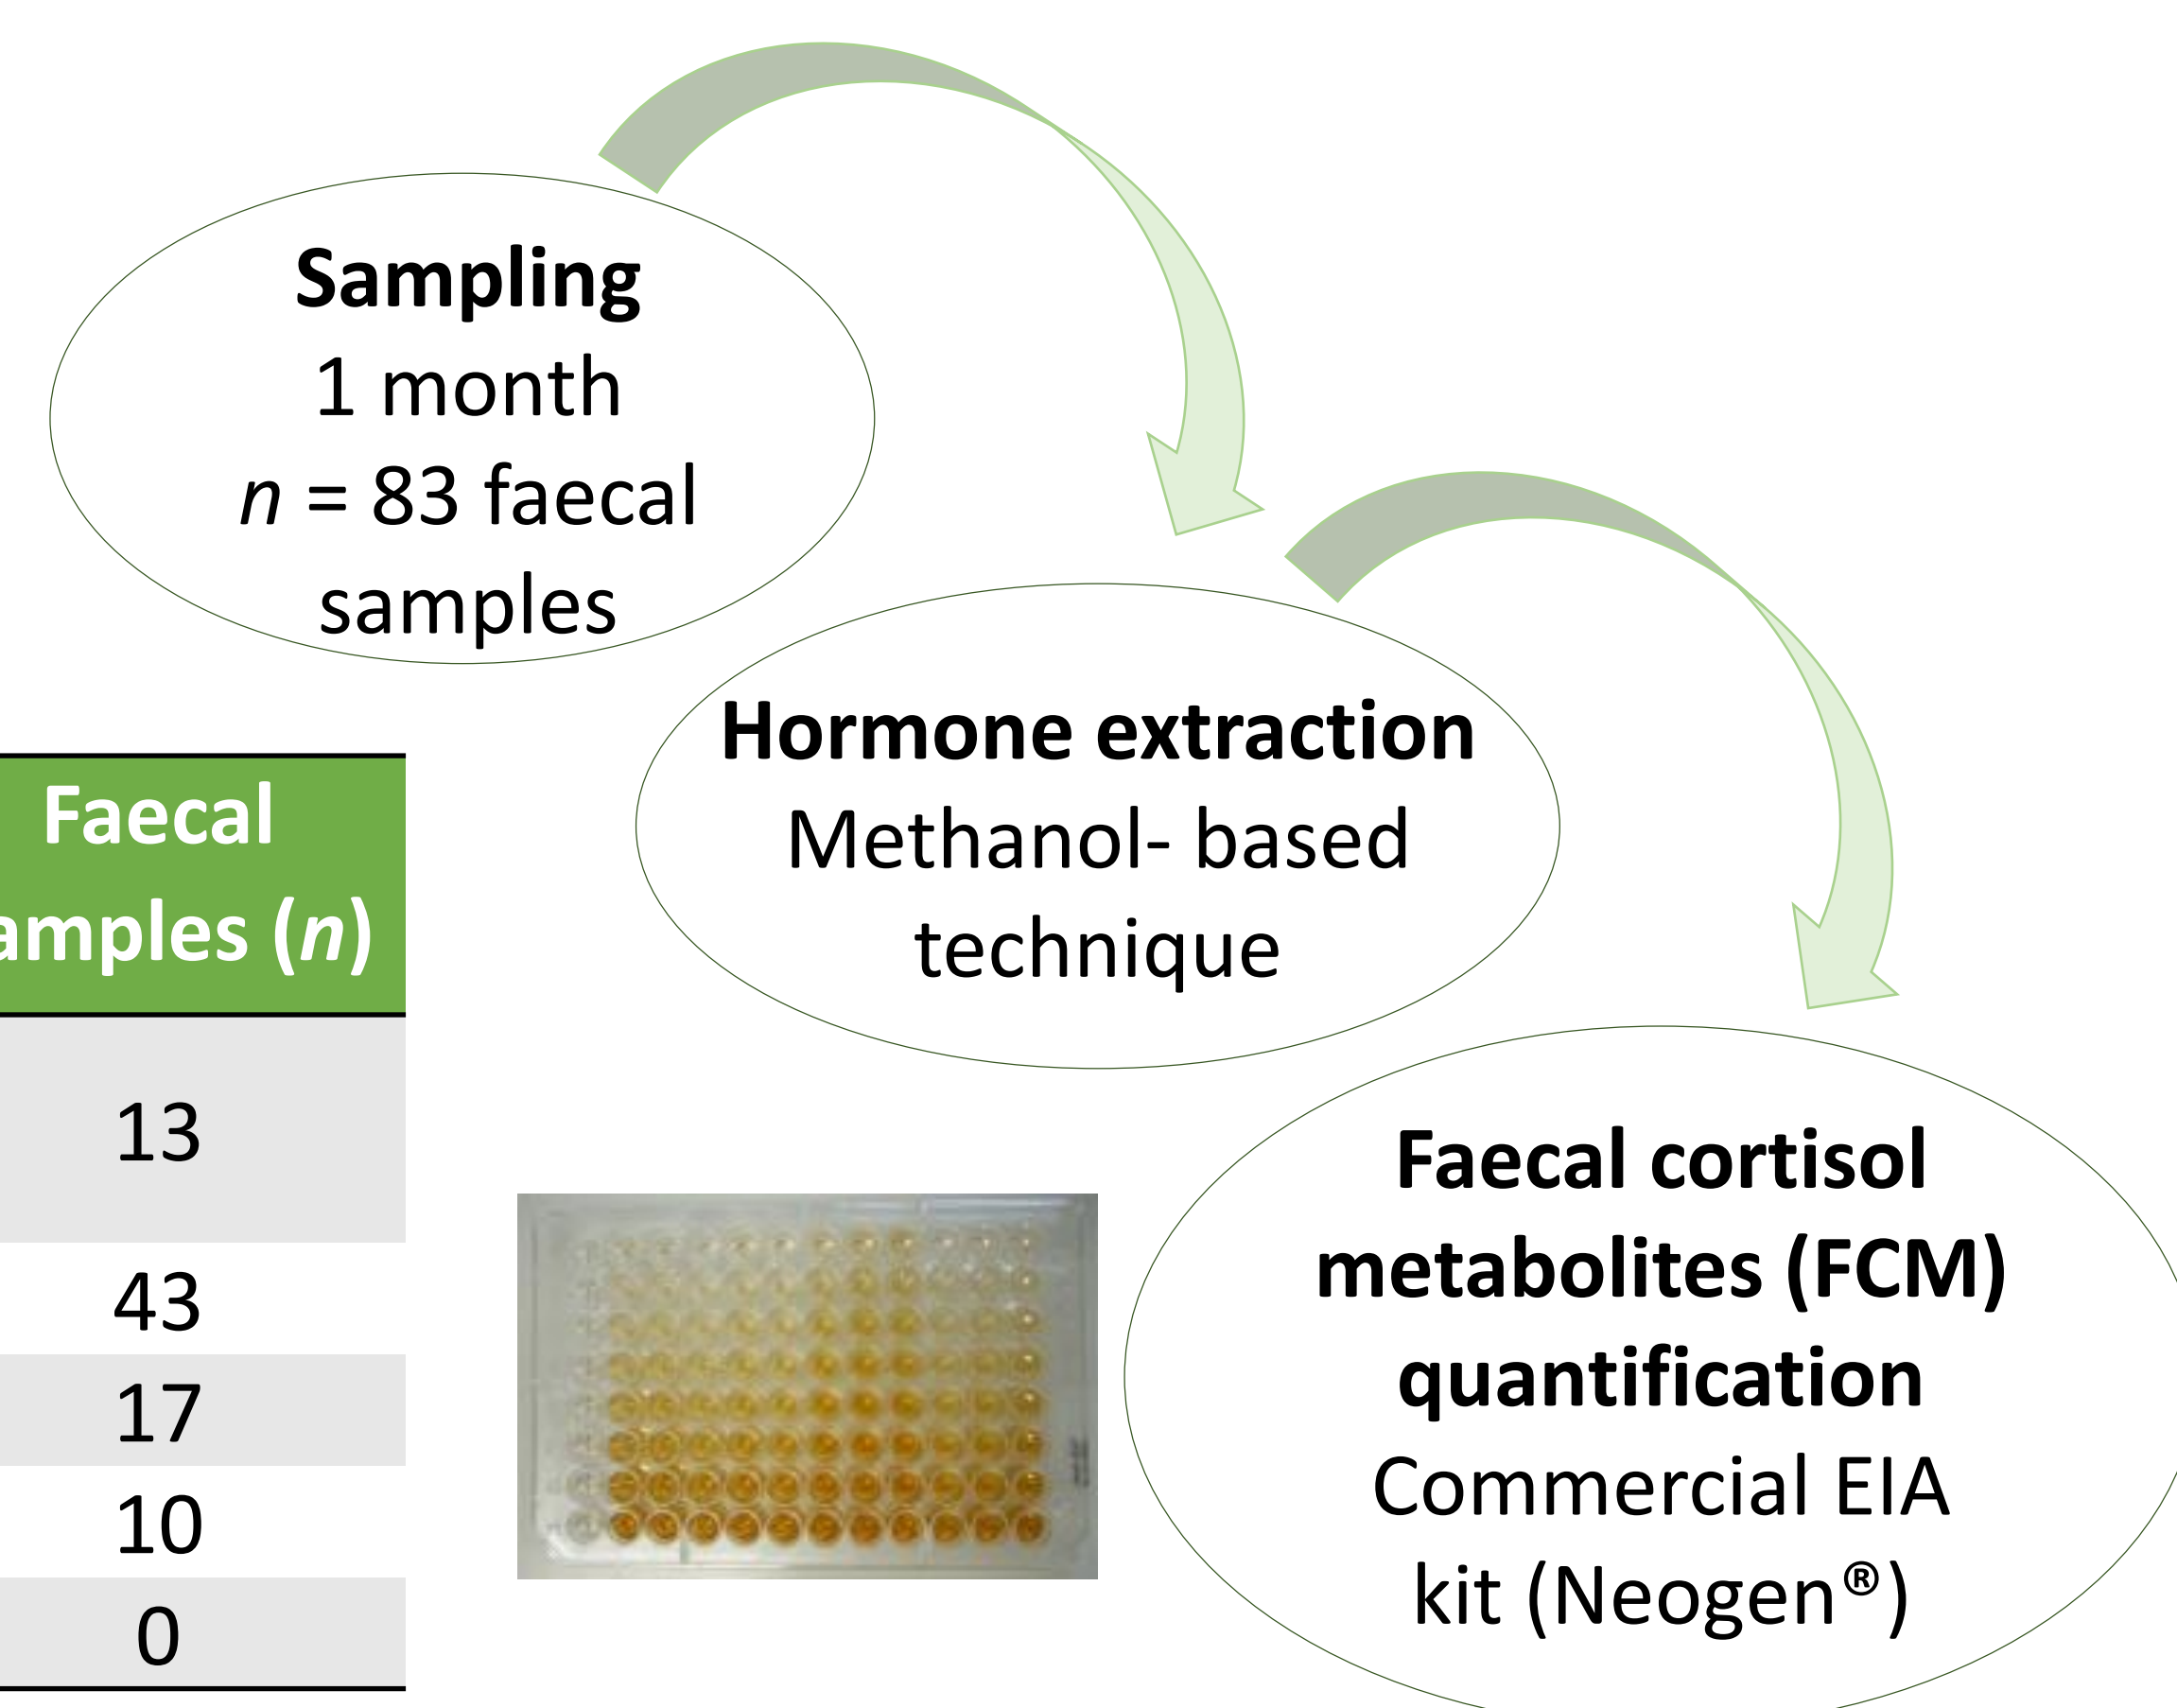 Sampling
1 month
n = 83 faecal
samples
Hormone extraction
Methanol- based
technique
Faecal
amples (n)
13
43
17
10
0
Faecal cortisol
metabolites (FCM)
quantification
Commercial EIA
kit (Neogen®)